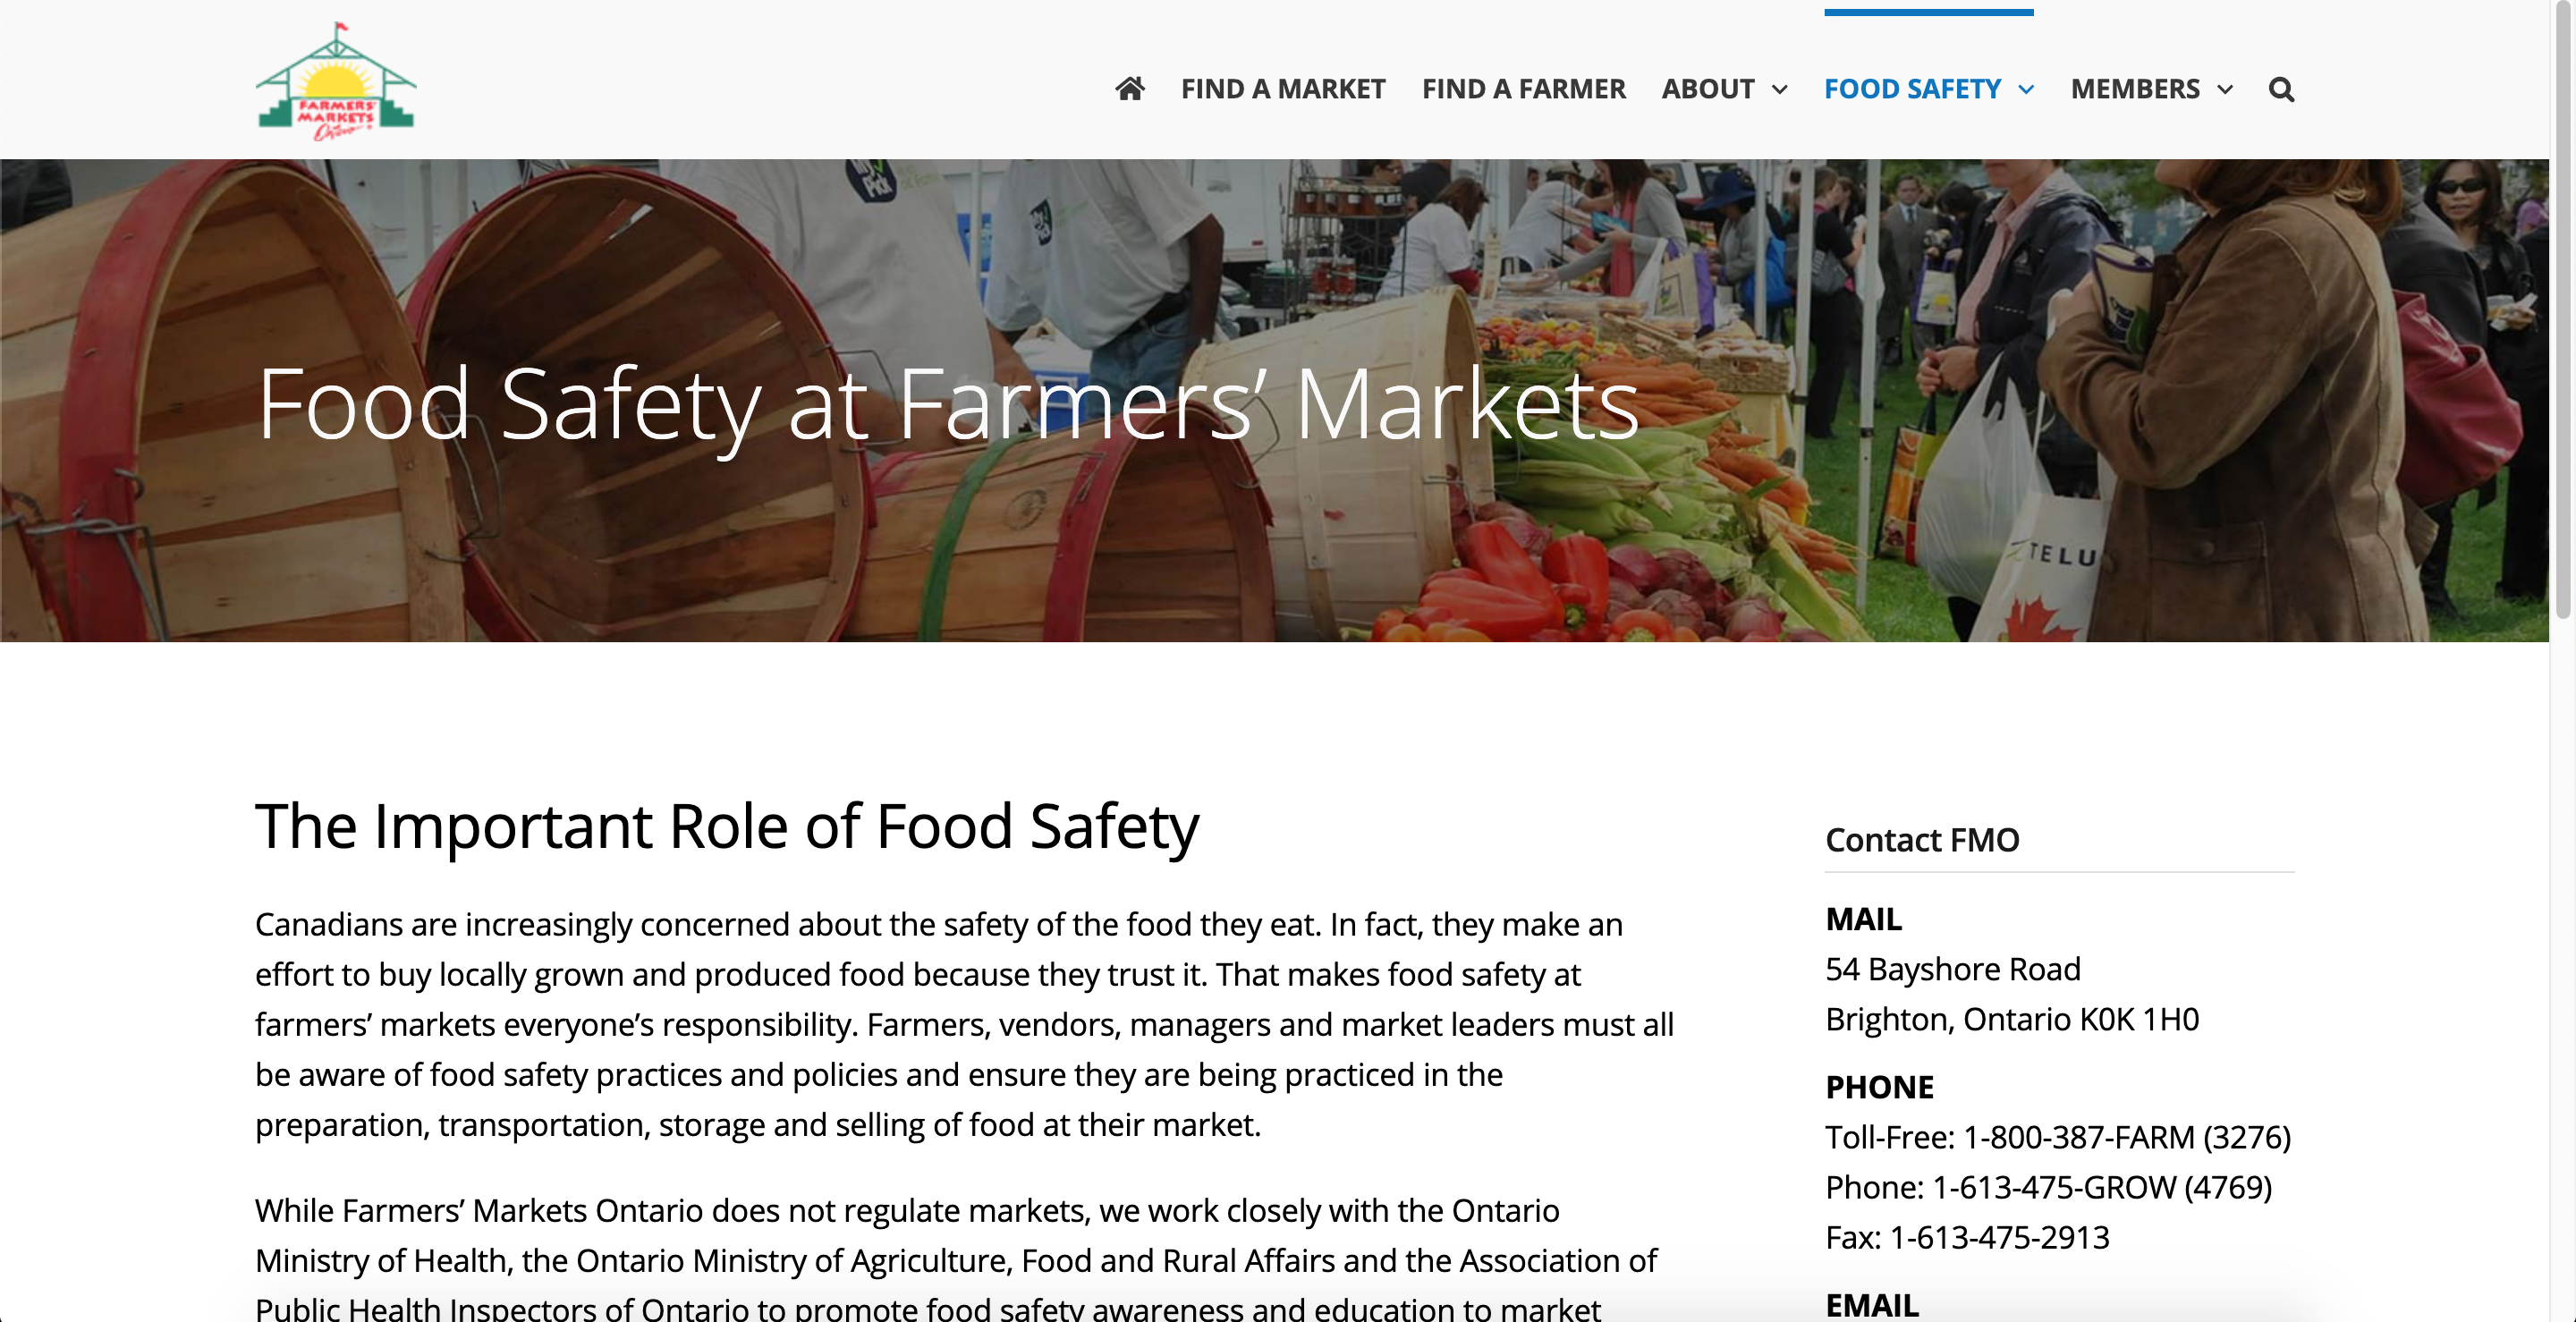 FARMERS'
MARKETS
Ontario
FIND A MARKET
FIND A FARMER
ABOUT
FOOD SAFETY
MEMBERS
Pick
TELU
Food Safety at Farmers’ Markets
The Important Role of Food Safety
Canadians are increasingly concerned about the safety of the food they eat. In fact, they make an
effort to buy locally grown and produced food because they trust it. That makes food safety at
farmers’ markets everyone’s responsibility. Farmers, vendors, managers and market leaders must all
be aware of food safety practices and policies and ensure they are being practiced in the
preparation, transportation, storage and selling of food at their market.
While Farmers’ Markets Ontario does not regulate markets, we work closely with the Ontario
Ministry of Health, the Ontario Ministry of Agriculture, Food and Rural Affairs and the Association of
Public Health Inspectors of Ontario to promote food safety awareness and education to market
Contact FMO
MAIL
54 Bayshore Road
Brighton, Ontario K0K 1H0
PHONE
Toll-Free: 1-800-387-FARM (3276)
Phone: 1-613-475-GROW (4769)
Fax: 1-613-475-2913
EMAIL